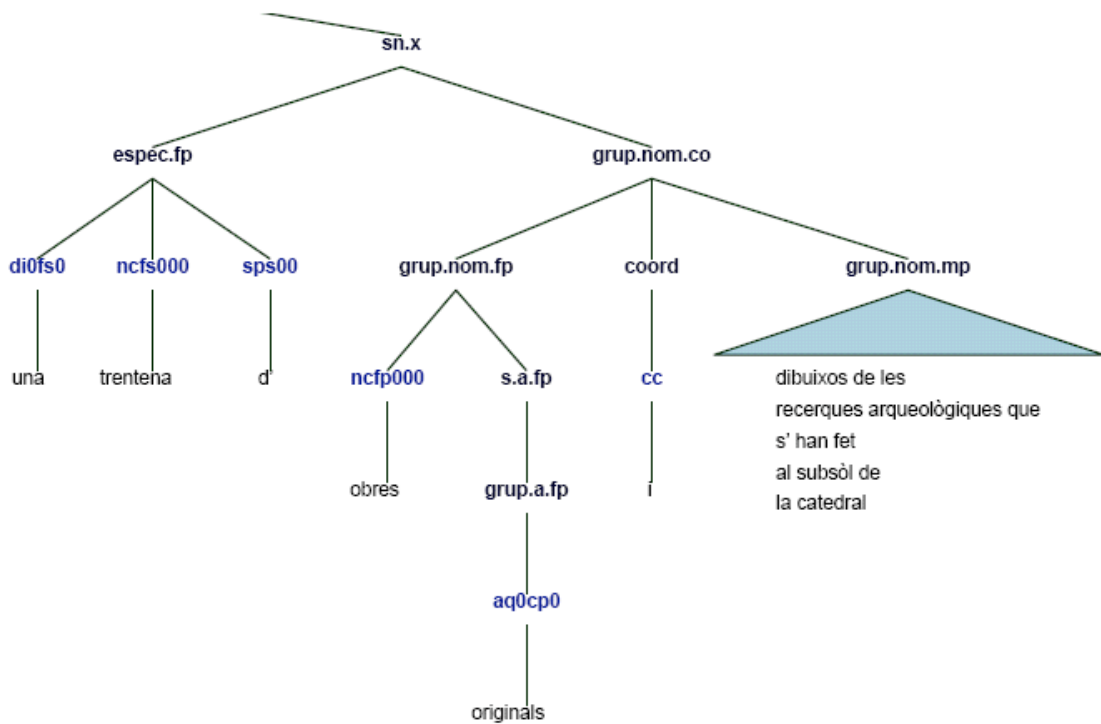 sn.x
espec.fp grup.nom.co
di0fs0 ncfs000 sps00 grup.nom.fp coord grup.nom.mp
una trentena d' ncfp000 s.a.fp cc dibuixos de les
recerques arqueològiques que
s' han fet
al subsòl de
obres grup.a.fp i la catedral
aq0cp0
originals